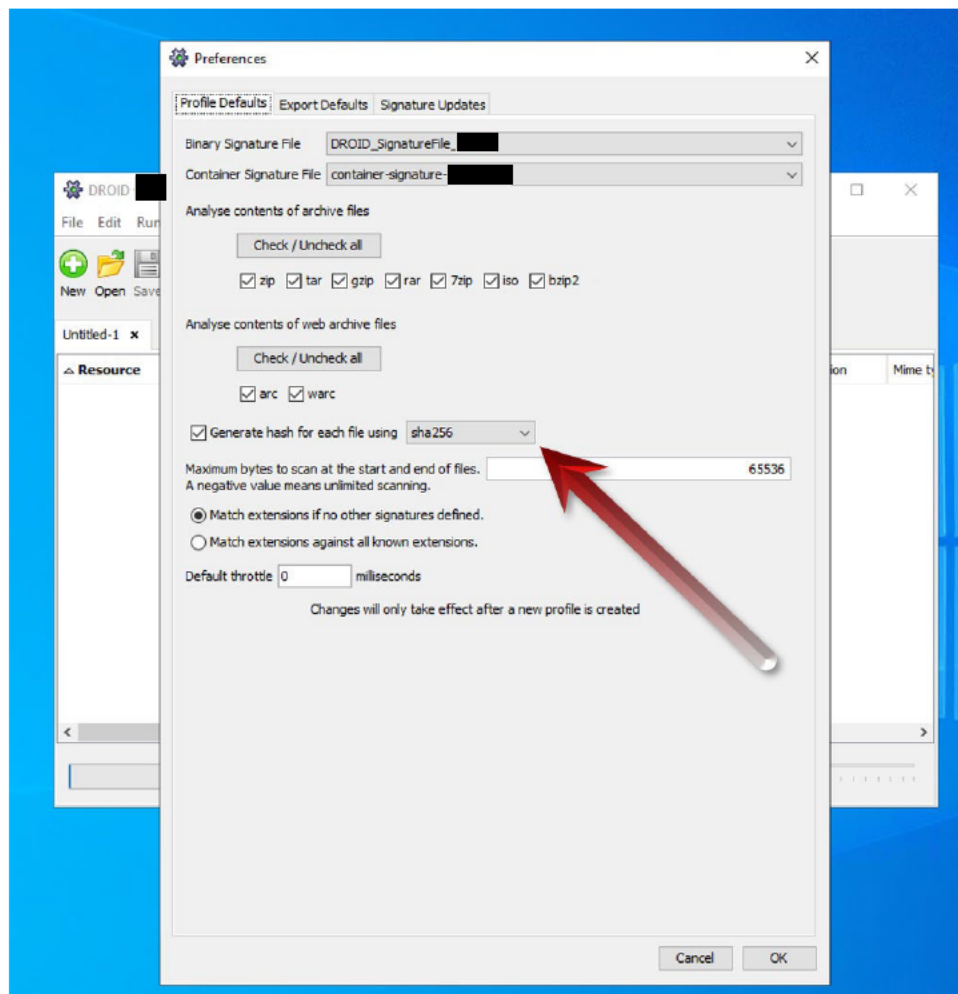 Preferences
Profile Defaults Export Defaults Signature Updates
Binary Signature File DROID_SignatureFile_
Container Signature File container-signature-
Analyse contents of archive files
Check / Uncheck all
zip tar gzip rar 7zip iso bzip2
Analyse contents of web archive files
Check / Uncheck all
arc warc
Generate hash for each file using sha256
Maximum bytes to scan at the start and end of files. 65536
A negative value means unlimited scanning.
Match extensions if no other signatures defined.
Match extensions against all known extensions.
Default throttle 0 miliseconds
Changes will only take effect after a new profile is created
Cancel OK
DROID
File Edit Run
New Open Save
Untitled-1
Resource
Mime